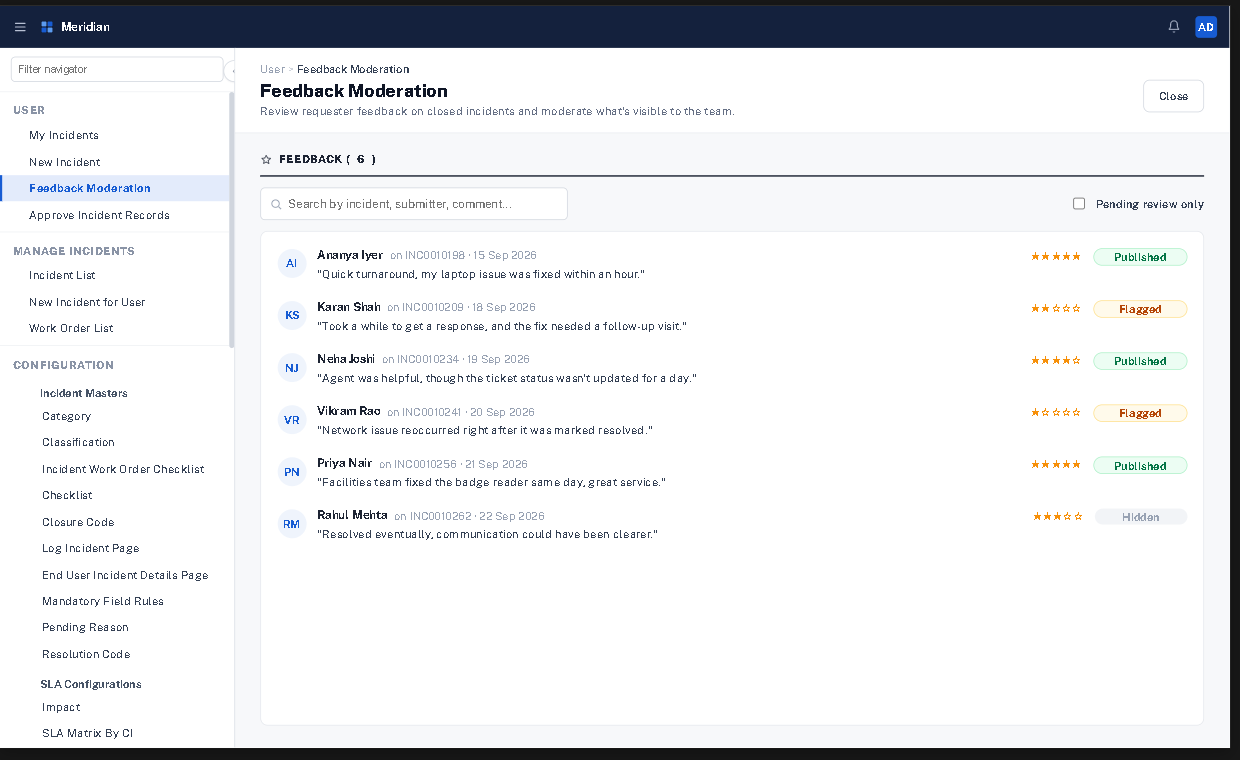 Meridian
AD
Filter navigator
USER
My Incidents
New Incident
Feedback Moderation
Approve Incident Records
MANAGE INCIDENTS
Incident List
New Incident for User
Work Order List
CONFIGURATION
Incident Masters
Category
Classification
Incident Work Order Checklist
Checklist
Closure Code
Log Incident Page
End User Incident Details Page
Mandatory Field Rules
Pending Reason
Resolution Code
SLA Configurations
Impact
SLA Matrix By CI
User > Feedback Moderation
Feedback Moderation
Review requester feedback on closed incidents and moderate what's visible to the team.
Close
FEEDBACK ( 6 )
Search by incident, submitter, comment...
Pending review only
AI
Ananya Iyer on INC0010198 · 15 Sep 2026
★★★★★ Published
"Quick turnaround, my laptop issue was fixed within an hour."
KS
Karan Shah on INC0010209 · 18 Sep 2026
★★☆☆☆ Flagged
"Took a while to get a response, and the fix needed a follow-up visit."
NJ
Neha Joshi on INC0010234 · 19 Sep 2026
★★★★☆ Published
"Agent was helpful, though the ticket status wasn't updated for a day."
VR
Vikram Rao on INC0010241 · 20 Sep 2026
★☆☆☆☆ Flagged
"Network issue reoccurred right after it was marked resolved."
PN
Priya Nair on INC0010256 · 21 Sep 2026
★★★★★ Published
"Facilities team fixed the badge reader same day, great service."
RM
Rahul Mehta on INC0010262 · 22 Sep 2026
★★★☆☆ Hidden
"Resolved eventually, communication could have been clearer."